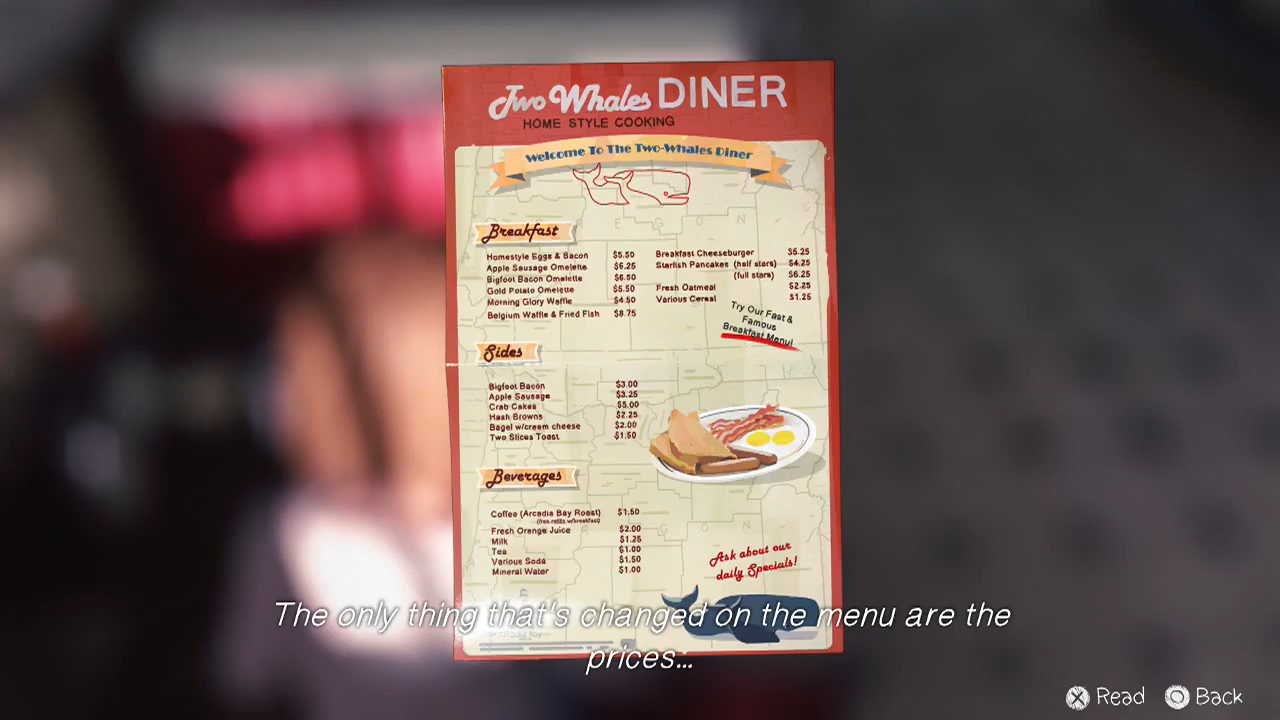 Two Whales DINER
HOME STYLE COOKING
Welcome To The Two-Whales Diner
Breakfast
Homestyle Eggs & Bacon $5.50
Apple Sausage Omelette $6.25
Bigfoot Bacon Omelette $6.50
Gold Potato Omelette $5.50
Morning Glory Waffle $4.50
Belgium Waffle & Fried Fish $8.75
Breakfast Cheeseburger $5.25
Starfish Pancakes (half stars) $4.25
(full stars) $6.25
Fresh Oatmeal $2.25
Various Cereal $1.25
Try Our Fast &
Famous
Breakfast Menu!
Sides
Bigfoot Bacon $3.00
Apple Sausage $3.25
Crab Cakes $5.00
Hash Browns $2.25
Bagel w/cream cheese $2.00
Two Slices Toast $1.50
Beverages
Coffee (Arcadia Bay Roast) $1.50
(free refills w/breakfast)
Fresh Orange Juice $2.00
Milk $1.25
Tea $1.00
Various Soda $1.50
Mineral Water $1.00
Ask about our
daily Specials!
The only thing that's changed on the menu are the
prices...
Read Back